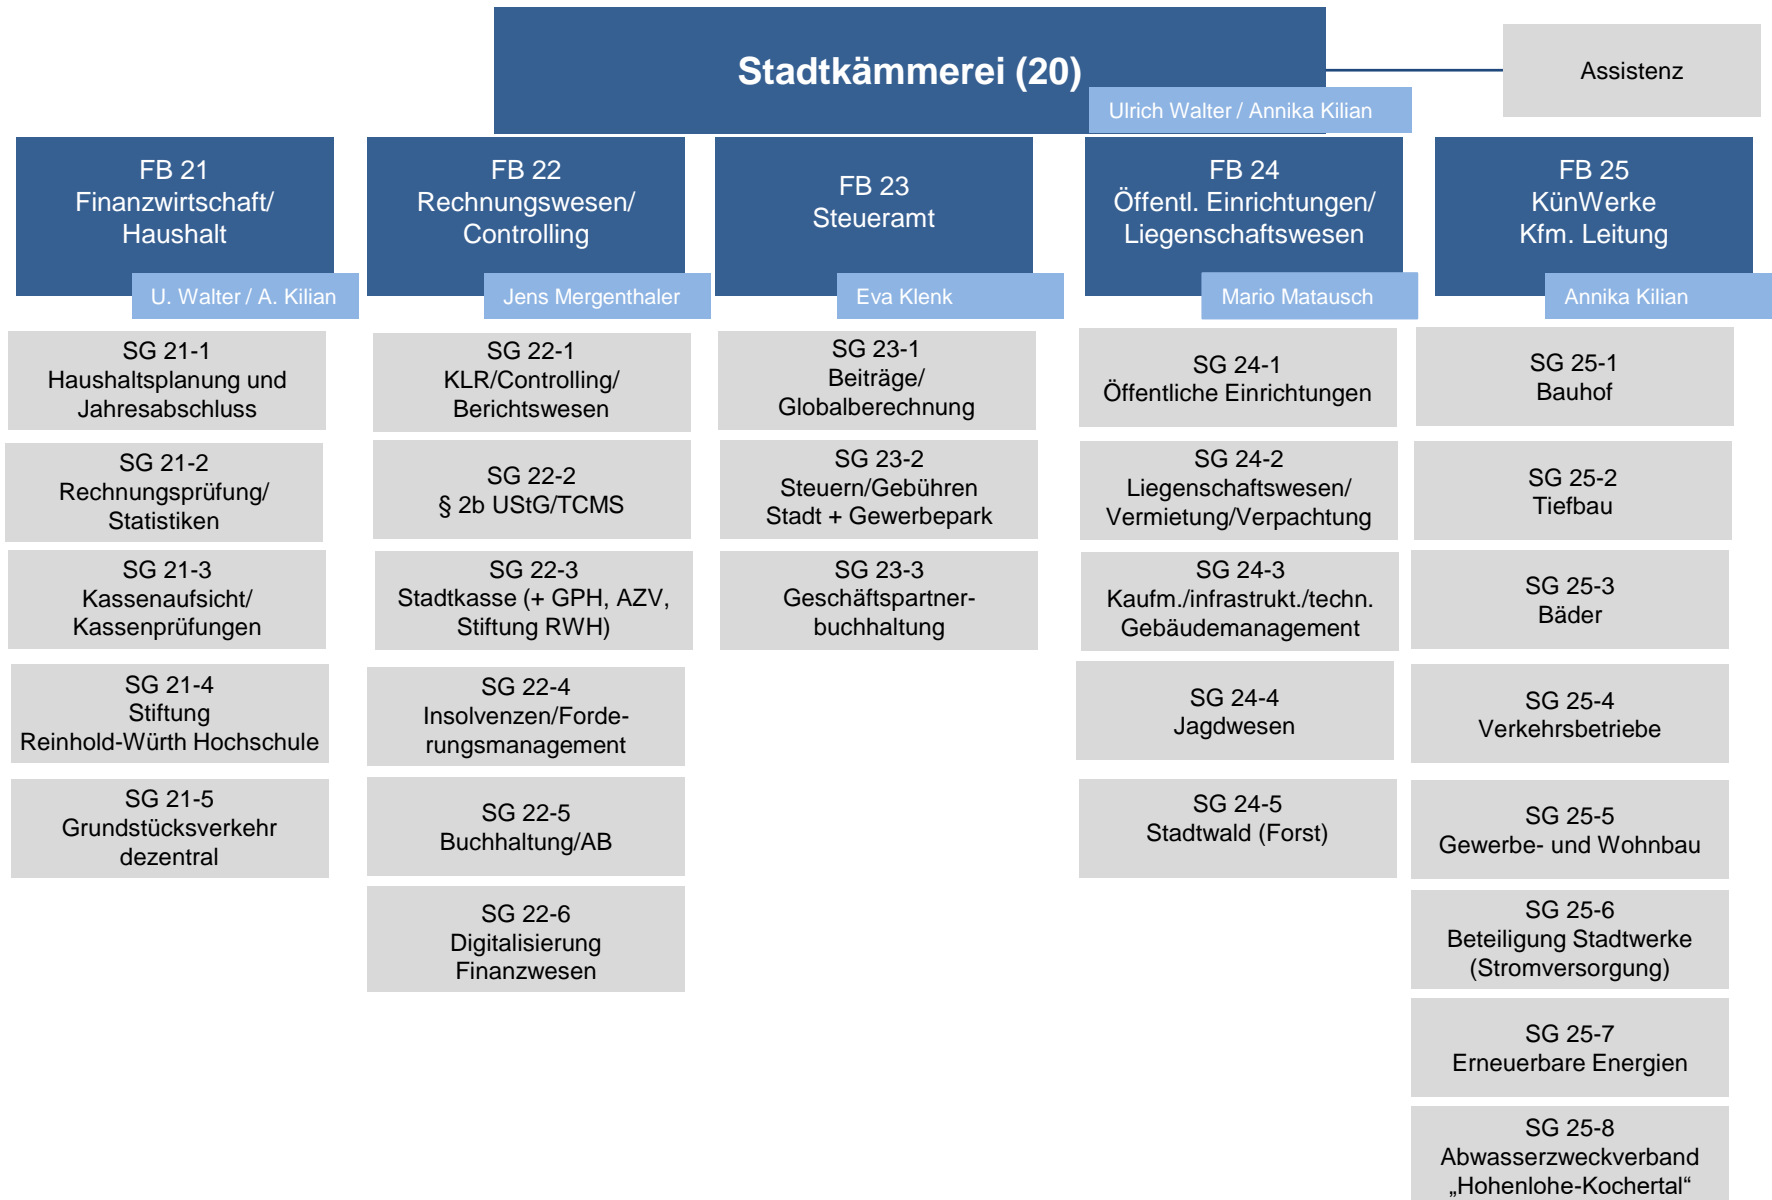 Stadtkämmerei (20)
Ulrich Walter / Annika Kilian
Assistenz
FB 21
Finanzwirtschaft/
Haushalt
U. Walter / A. Kilian
SG 21-1
Haushaltsplanung und
Jahresabschluss
SG 21-2
Rechnungsprüfung/
Statistiken
SG 21-3
Kassenaufsicht/
Kassenprüfungen
SG 21-4
Stiftung
Reinhold-Würth Hochschule
SG 21-5
Grundstücksverkehr
dezentral
FB 22
Rechnungswesen/
Controlling
Jens Mergenthaler
SG 22-1
KLR/Controlling/
Berichtswesen
SG 22-2
§ 2b UStG/TCMS
SG 22-3
Stadtkasse (+ GPH, AZV,
Stiftung RWH)
SG 22-4
Insolvenzen/Forde-
rungsmanagement
SG 22-5
Buchhaltung/AB
SG 22-6
Digitalisierung
Finanzwesen
FB 23
Steueramt
Eva Klenk
SG 23-1
Beiträge/
Globalberechnung
SG 23-2
Steuern/Gebühren
Stadt + Gewerbepark
SG 23-3
Geschäftspartner-
buchhaltung
FB 24
Öffentl. Einrichtungen/
Liegenschaftswesen
Mario Matausch
SG 24-1
Öffentliche Einrichtungen
SG 24-2
Liegenschaftswesen/
Vermietung/Verpachtung
SG 24-3
Kaufm./infrastrukt./techn.
Gebäudemanagement
SG 24-4
Jagdwesen
SG 24-5
Stadtwald (Forst)
FB 25
KünWerke
Kfm. Leitung
Annika Kilian
SG 25-1
Bauhof
SG 25-2
Tiefbau
SG 25-3
Bäder
SG 25-4
Verkehrsbetriebe
SG 25-5
Gewerbe- und Wohnbau
SG 25-6
Beteiligung Stadtwerke
(Stromversorgung)
SG 25-7
Erneuerbare Energien
SG 25-8
Abwasserzweckverband
„Hohenlohe-Kochertal“